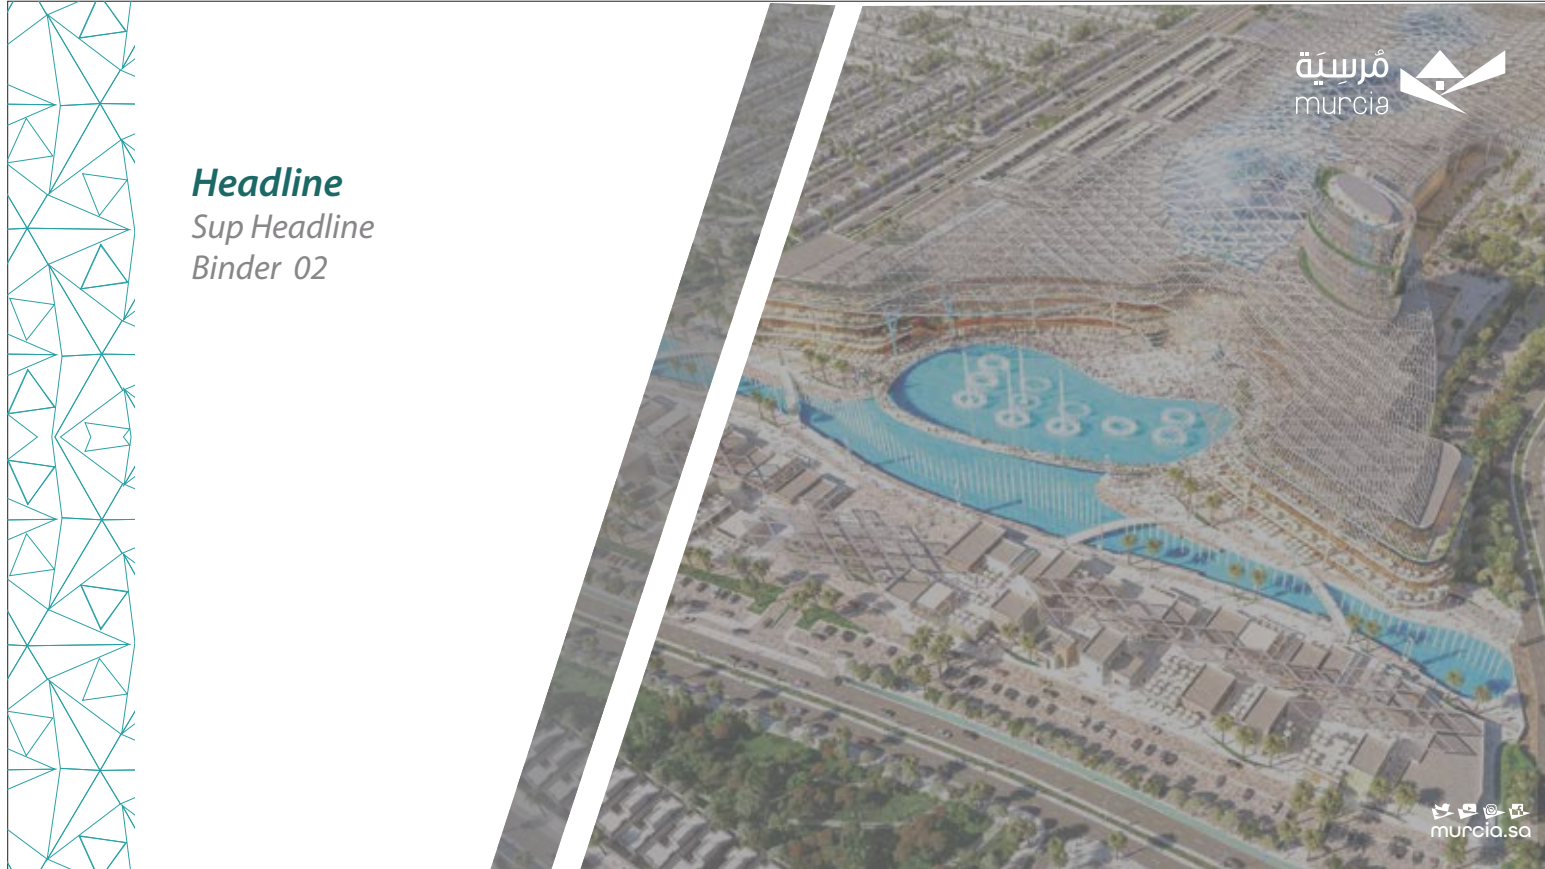 Headline
Sup Headline
Binder 02
مُرسِيَة
murcia
murcia.sa